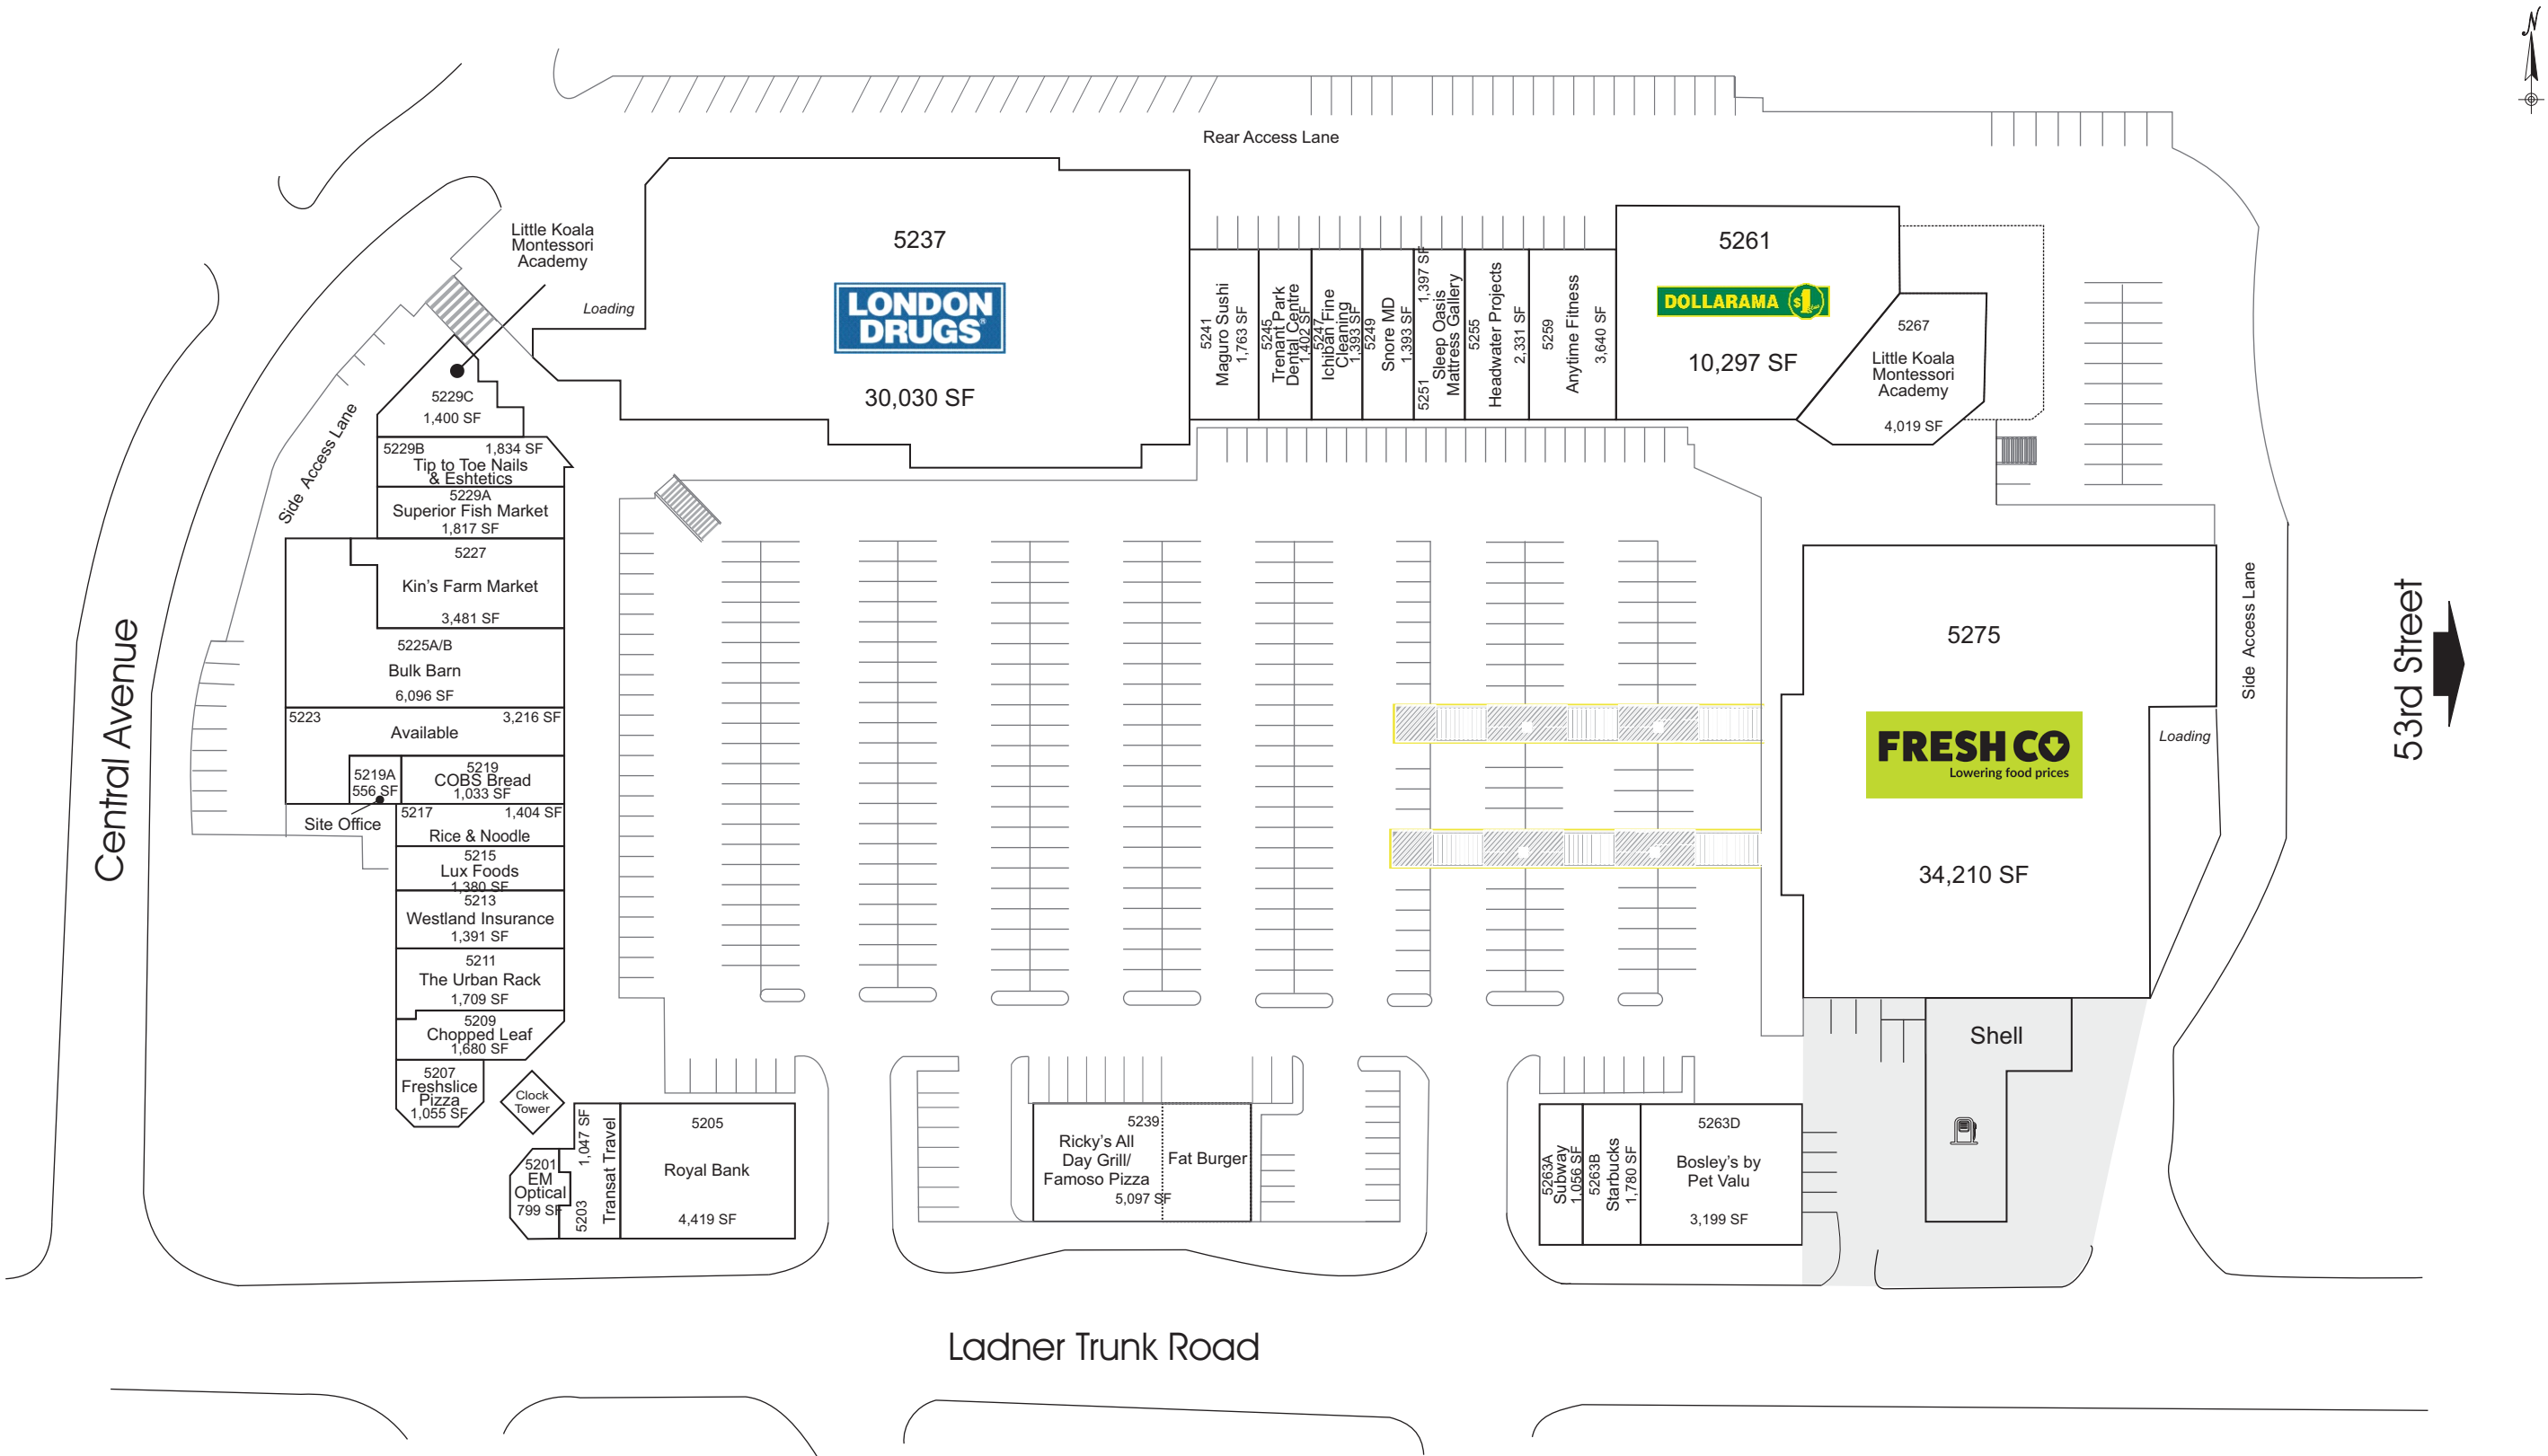 N
Rear Access Lane
Little Koala
Montessori
Academy
Loading
5237
LONDON
DRUGS
30,030 SF
5241
Maguro Sushi
1,763 SF
5245
Trenant Park
Dental Centre
1,402 SF
5247
Ichiban Fine
Cleaning
1,393 SF
5249
Snore MD
1,393 SF
5251
1,397 SF
Sleep Oasis
Mattress Gallery
5255
Headwater Projects
2,331 SF
5259
Anytime Fitness
3,640 SF
5261
DOLLARAMA $1
10,297 SF
5267
Little Koala
Montessori
Academy
4,019 SF
Side Access Lane
5229C
1,400 SF
5229B 1,834 SF
Tip to Toe Nails
& Eshtetics
5229A
Superior Fish Market
1,817 SF
5227
Kin's Farm Market
3,481 SF
5225A/B
Bulk Barn
6,096 SF
5223 3,216 SF
Available
5219A
556 SF
5219
COBS Bread
1,033 SF
Site Office
5217 1,404 SF
Rice & Noodle
5215
Lux Foods
1,380 SF
5213
Westland Insurance
1,391 SF
5211
The Urban Rack
1,709 SF
5209
Chopped Leaf
1,680 SF
5207
Freshslice
Pizza
1,055 SF
Clock
Tower
5201
EM
Optical
799 SF
5203
1,047 SF
Transat Travel
5205
Royal Bank
4,419 SF
5239
Ricky's All
Day Grill/
Famoso Pizza
5,097 SF
Fat Burger
5263A
Subway
1,056 SF
5263B
Starbucks
1,780 SF
5263D
Bosley's by
Pet Valu
3,199 SF
5275
FRESHCO
Lowering food prices
34,210 SF
Loading
Side Access Lane
Shell
Central Avenue
53rd Street
Ladner Trunk Road